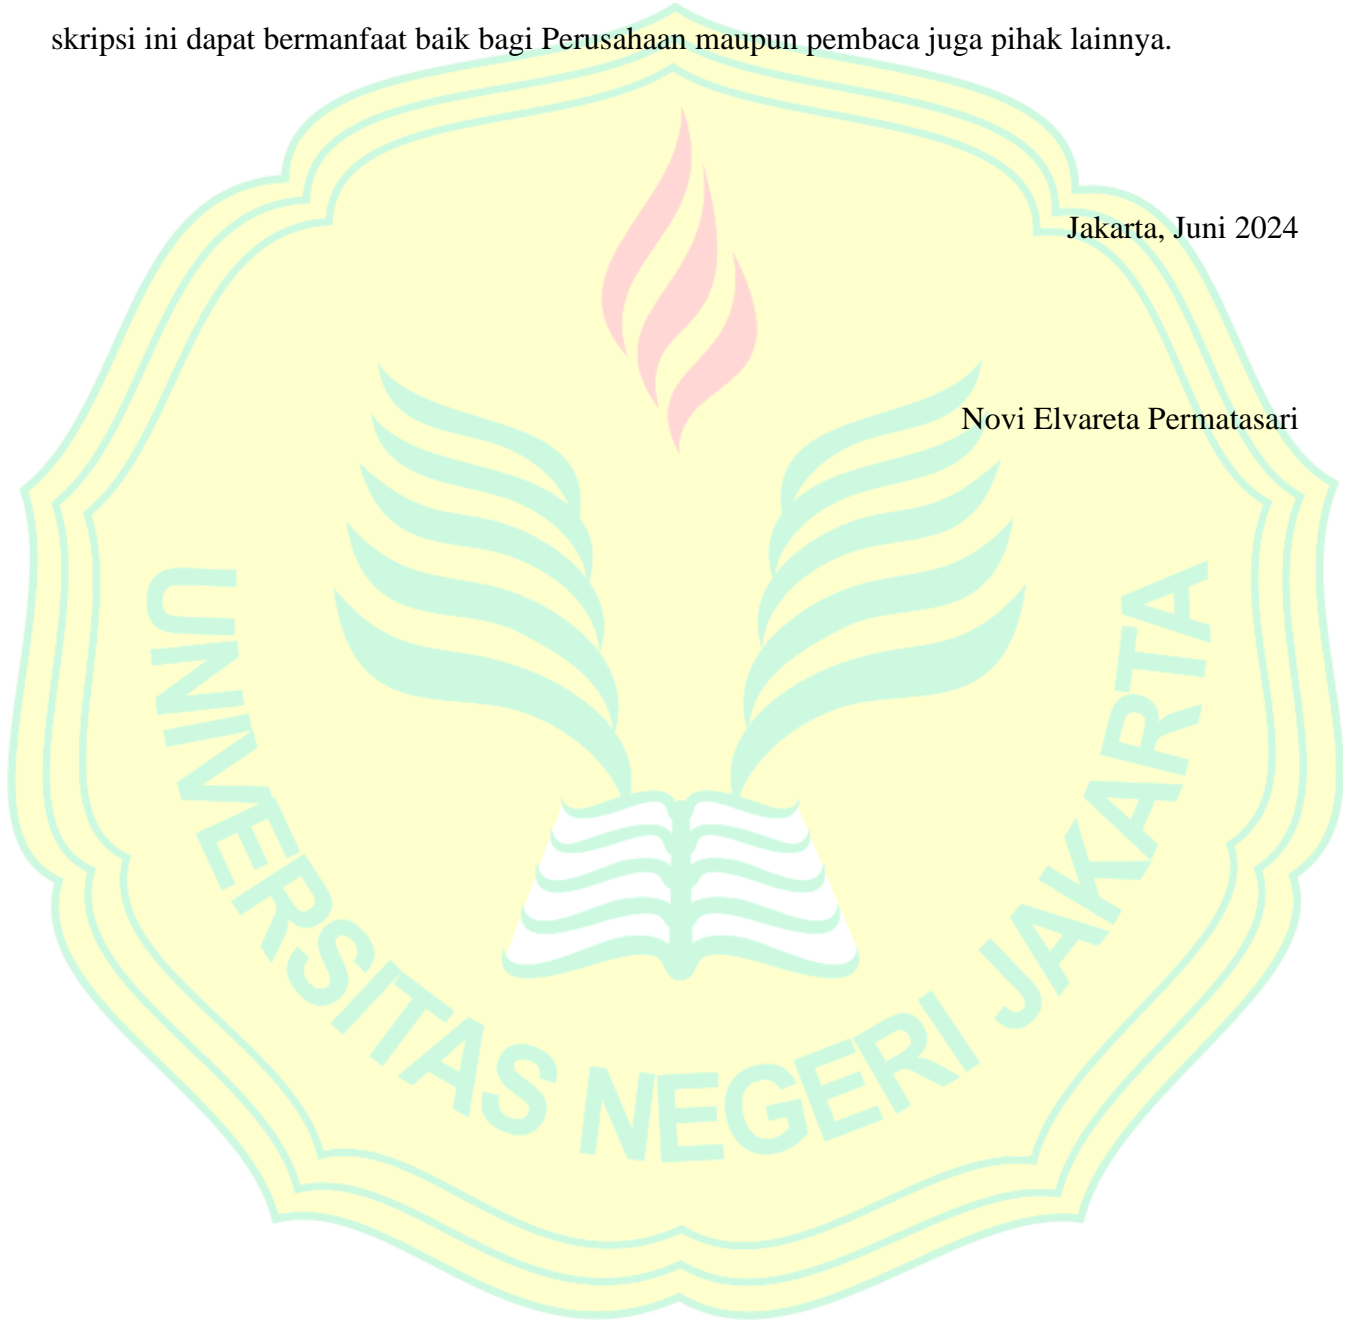 skripsi ini dapat bermanfaat baik bagi Perusahaan maupun pembaca juga pihak lainnya.
Jakarta, Juni 2024
Novi Elvareta Permatasari
UNIVERSITAS NEGERI JAKARTA